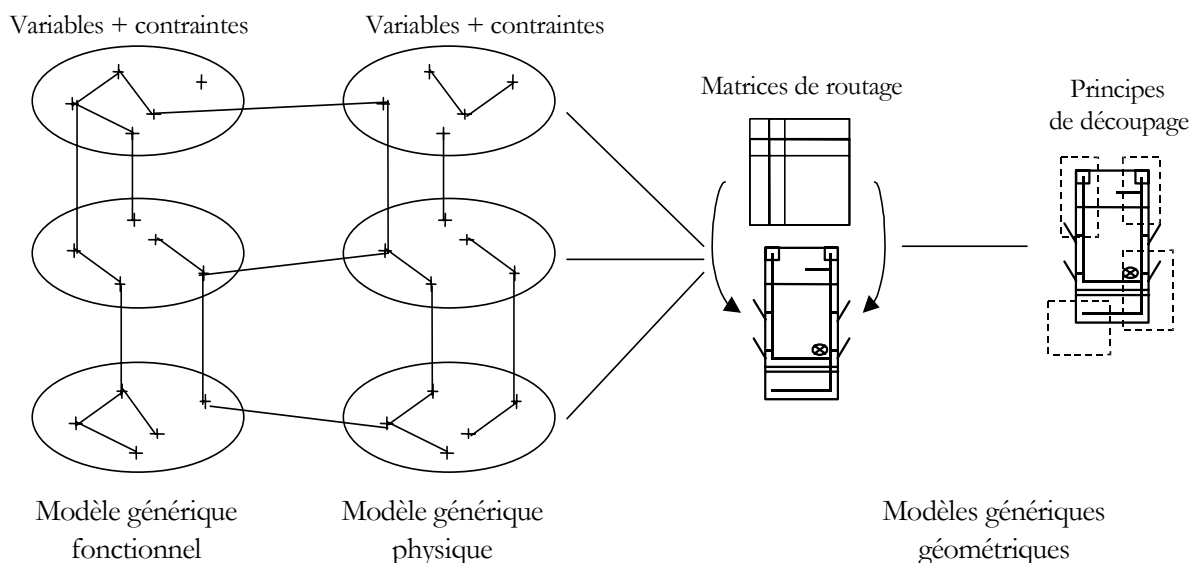 Variables + contraintes
Variables + contraintes
Matrices de routage
Principes
de découpage
Modèle générique
fonctionnel
Modèle générique
physique
Modèles génériques
géométriques